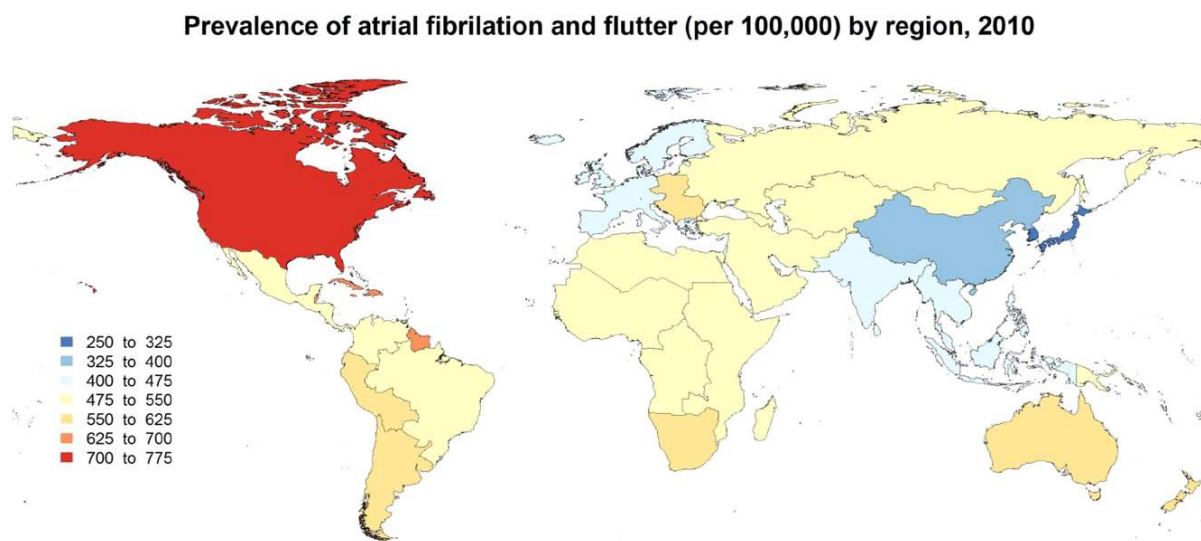 Prevalence of atrial fibrilation and flutter (per 100,000) by region, 2010
250 to 325
325 to 400
400 to 475
475 to 550
550 to 625
625 to 700
700 to 775